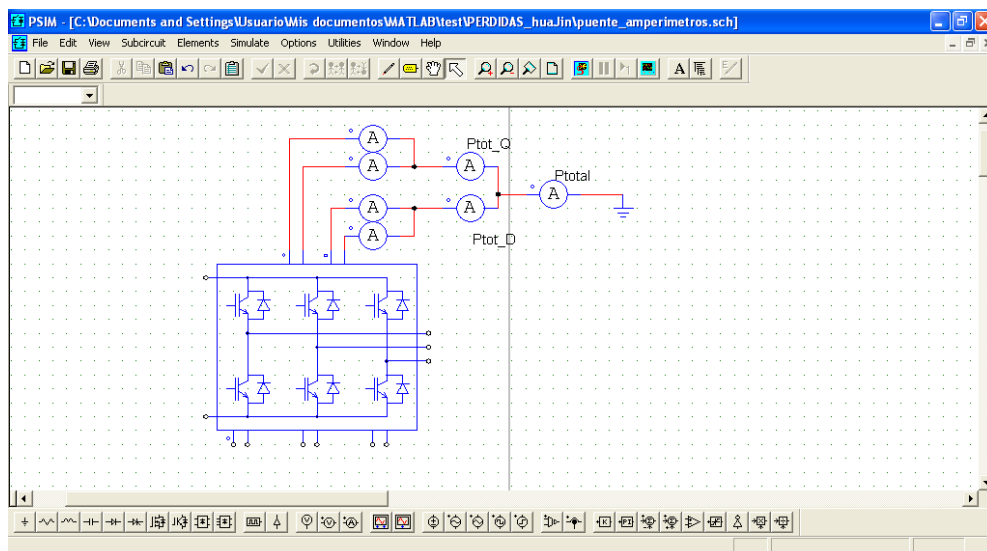 PSIM - [C:\Documents and Settings\Usuario\Mis documentos\MATLAB\test\PERDIDAS_huaJin\puente_amperimetros.sch]
File Edit View Subcircuit Elements Simulate Options Utilities Window Help
A
A
Ptot_Q
A
A
Ptotal
A
A
A
A
Ptot_D
K
PI